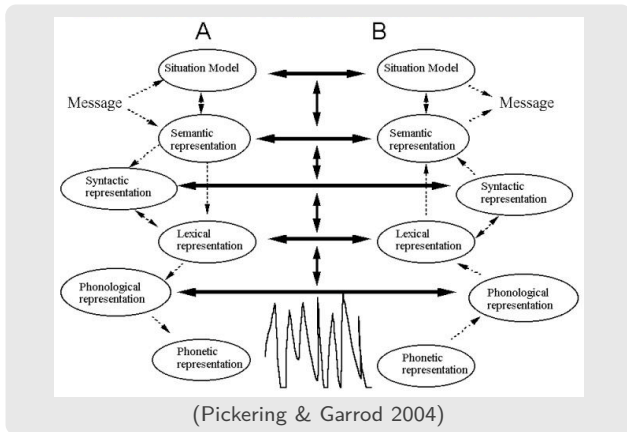 A B
Situation Model Situation Model
Message Message
Semantic representation Semantic representation
Syntactic representation Syntactic representation
Lexical representation Lexical representation
Phonological representation Phonological representation
Phonetic representation Phonetic representation
(Pickering & Garrod 2004)